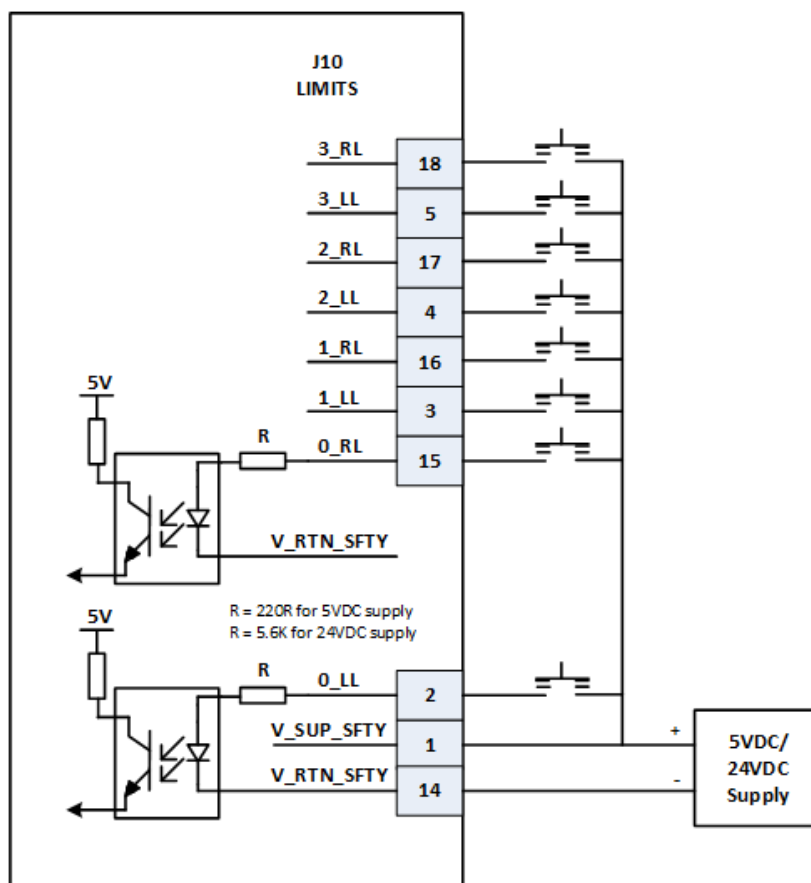 J10
LIMITS
3_RL
18
3_LL
5
2_RL
17
2_LL
4
1_RL
16
1_LL
3
5V
R
0_RL
15
V_RTN_SFTY
R = 220R for 5VDC supply
R = 5.6K for 24VDC supply
5V
R
0_LL
2
V_SUP_SFTY
1
+
V_RTN_SFTY
14
-
5VDC/
24VDC
Supply